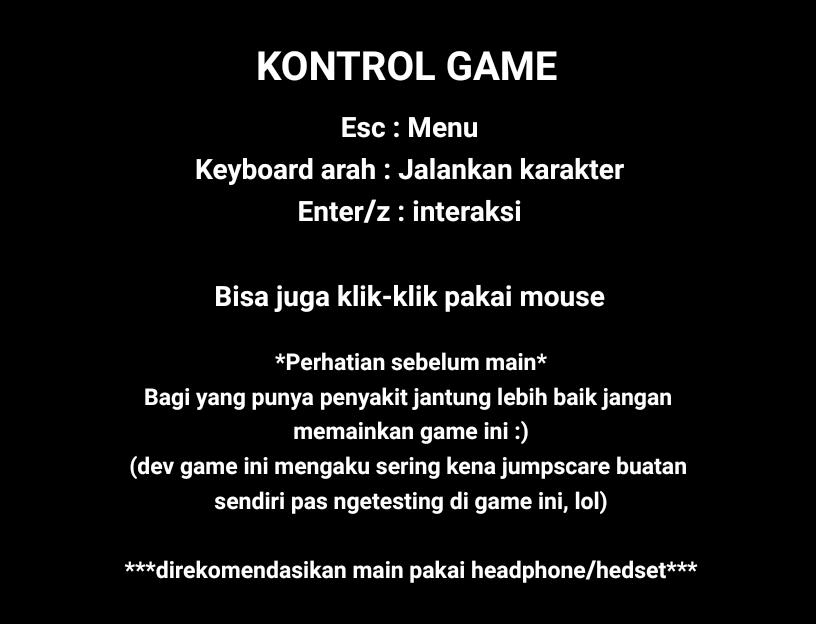 KONTROL GAME
Esc : Menu
Keyboard arah : Jalankan karakter
Enter/z : interaksi
Bisa juga klik-klik pakai mouse
*Perhatian sebelum main*
Bagi yang punya penyakit jantung lebih baik jangan
memainkan game ini :)
(dev game ini mengaku sering kena jumpscare buatan
sendiri pas ngetesting di game ini, lol)
***direkomendasikan main pakai headphone/hedset***